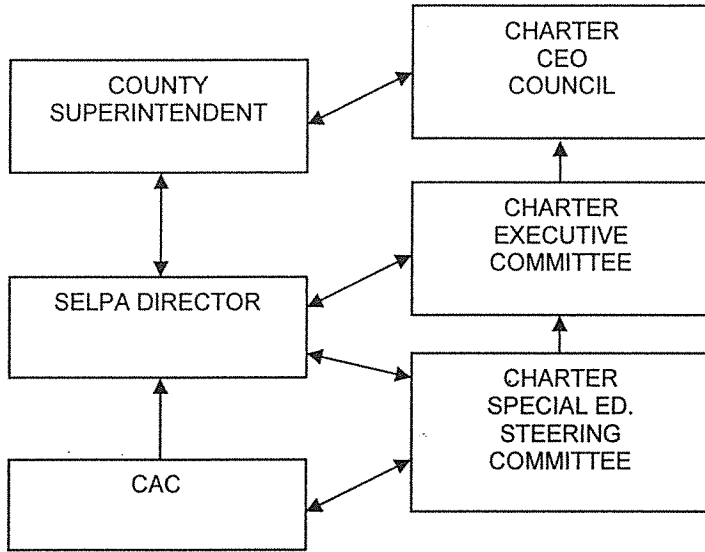 CHARTER
CEO
COUNCIL
COUNTY
SUPERINTENDENT
CHARTER
EXECUTIVE
COMMITTEE
SELPA DIRECTOR
CHARTER
SPECIAL ED.
STEERING
COMMITTEE
CAC